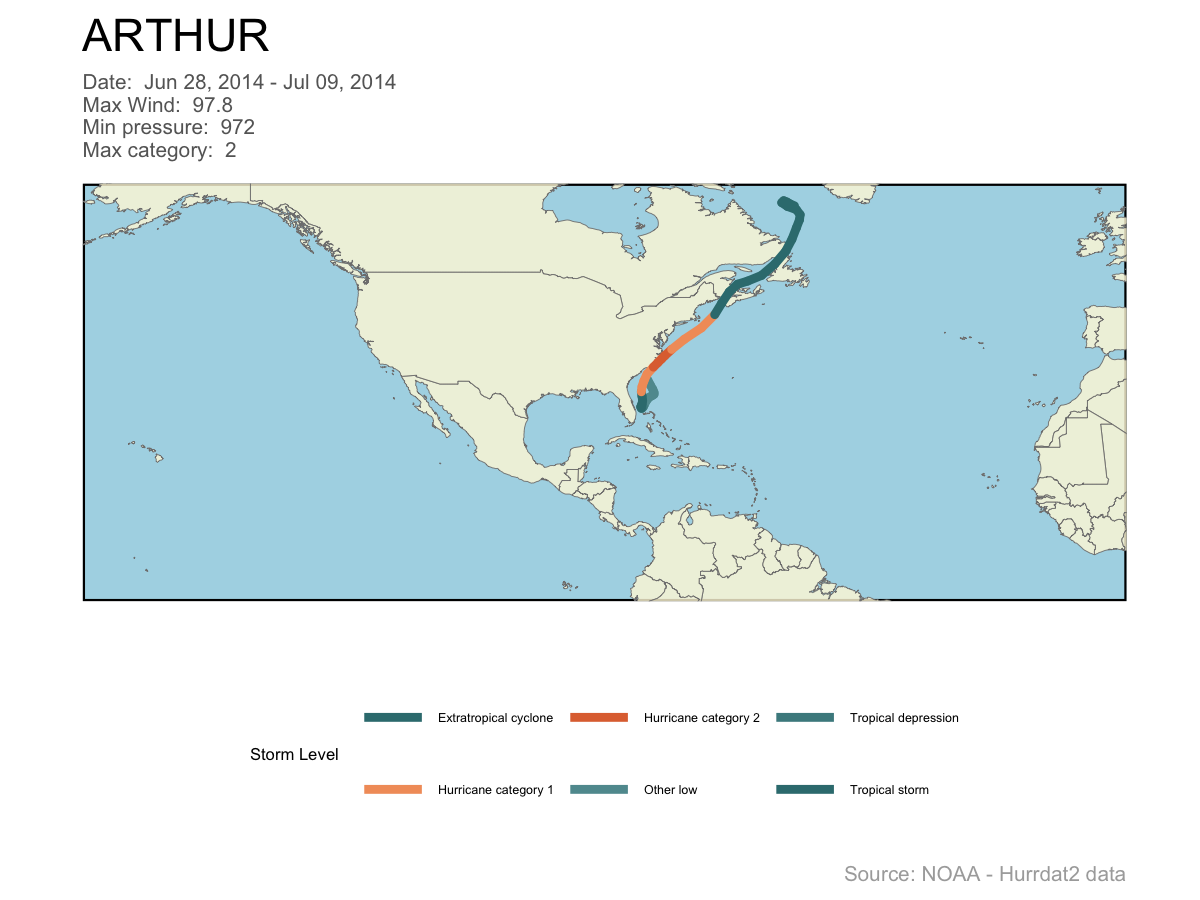 ARTHUR
Date:  Jun 28, 2014 - Jul 09, 2014
Max Wind:  97.8
Min pressure:  972
Max category:  2
Extratropical cyclone
Hurricane category 2
Tropical depression
Storm Level
Hurricane category 1
Other low
Tropical storm
Source: NOAA - Hurrdat2 data